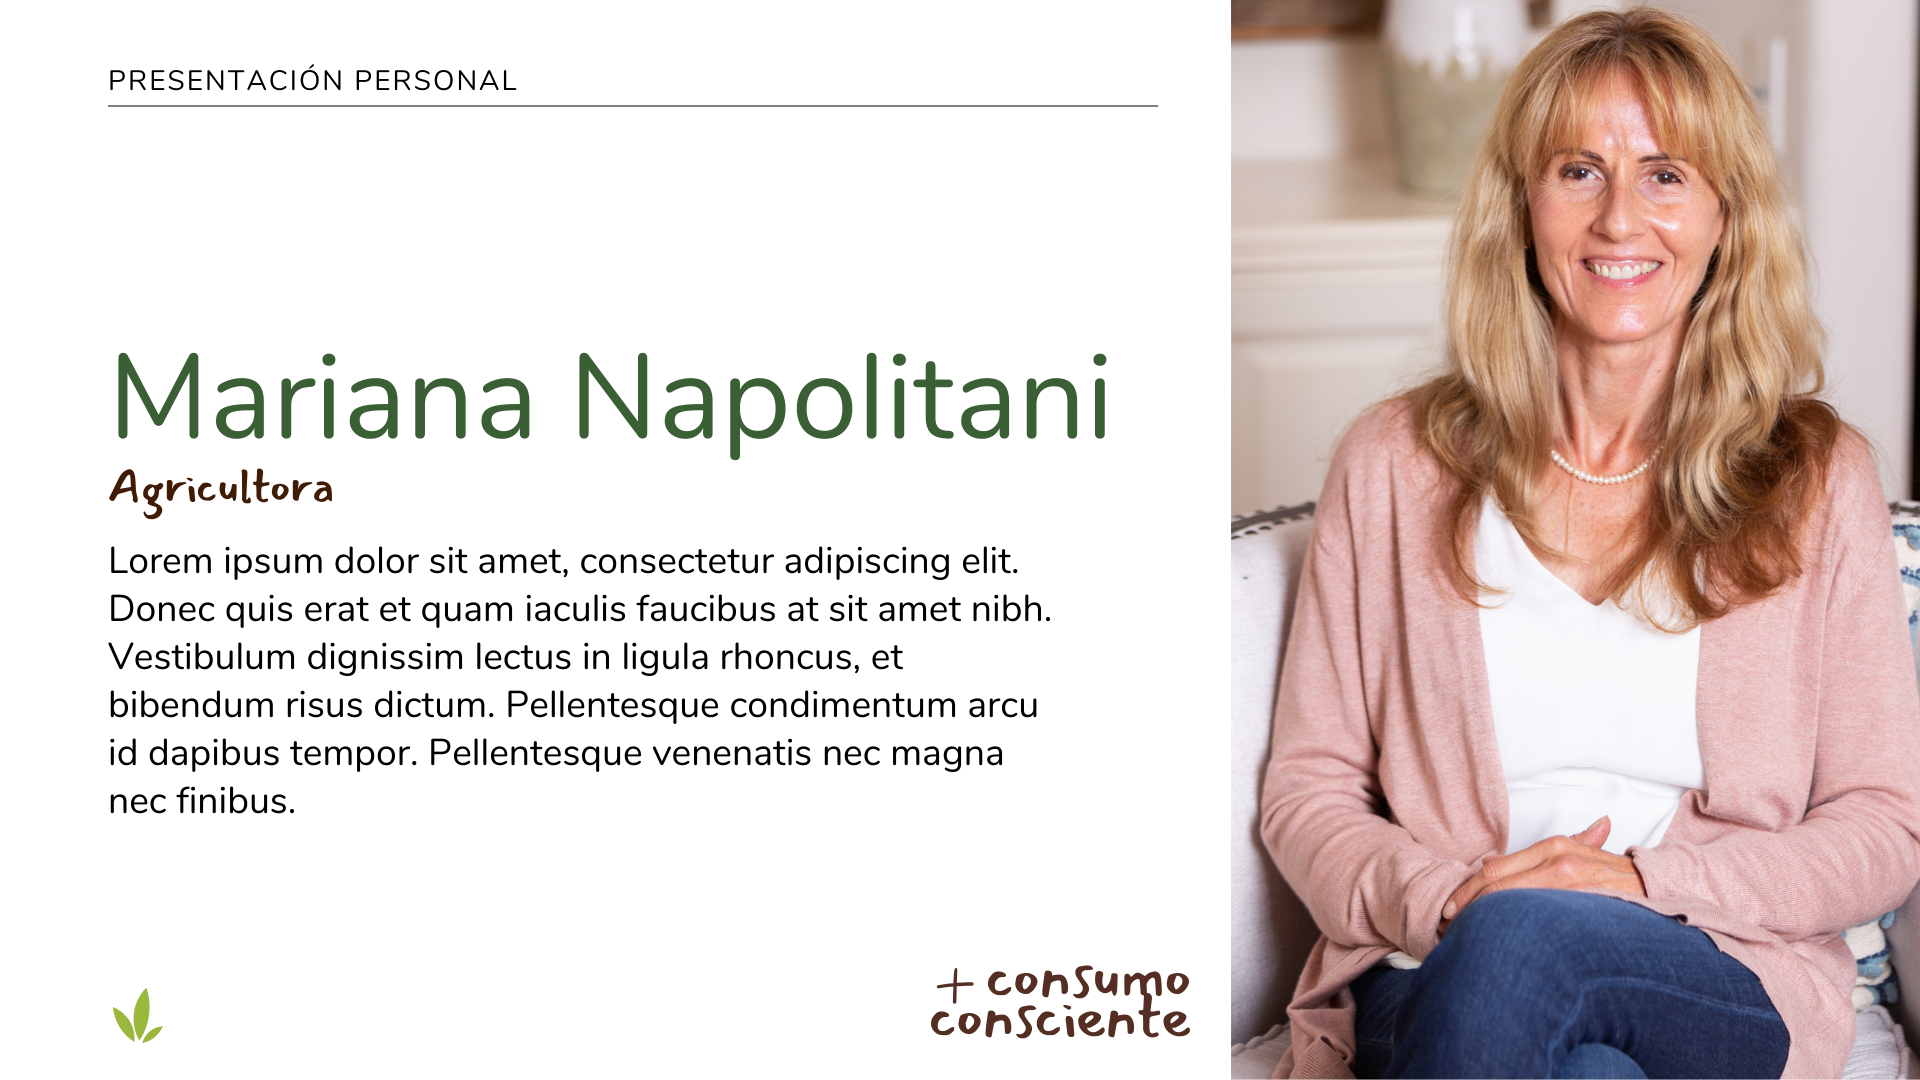 PRESENTACIÓN PERSONAL
Mariana Napolitani
Agricultora
Lorem ipsum dolor sit amet, consectetur adipiscing elit.
Donec quis erat et quam iaculis faucibus at sit amet nibh.
Vestibulum dignissim lectus in ligula rhoncus, et
bibendum risus dictum. Pellentesque condimentum arcu
id dapibus tempor. Pellentesque venenatis nec magna
nec finibus.
+ consumo
consciente